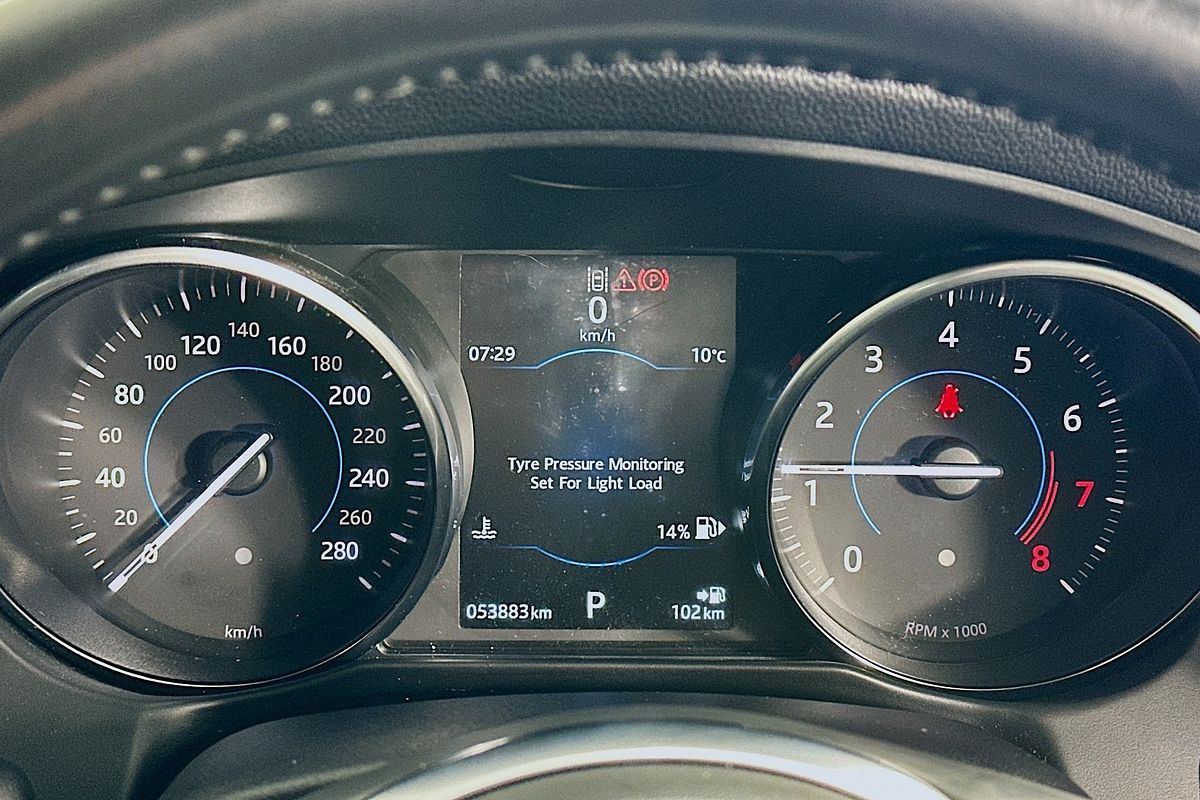 0
20
40
60
80
100
120
140
160
180
200
220
240
260
280
km/h
P
0
km/h
07:29
10°C
Tyre Pressure Monitoring
Set For Light Load
14%
053883km
P
102km
0
1
2
3
4
5
6
7
8
RPM x 1000